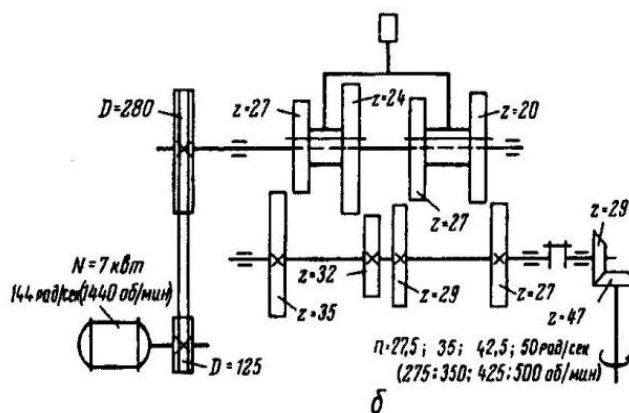 D=280
z=27
z=24
z=20
z=27
z=29
N=7 квт
144 рад/сек(1440 об/мин)
z=32
z=35
z=29
z=27
z=47
D=125
n=27,5; 35; 42,5; 50 рад/сек
(275; 350; 425; 500 об/мин)
б